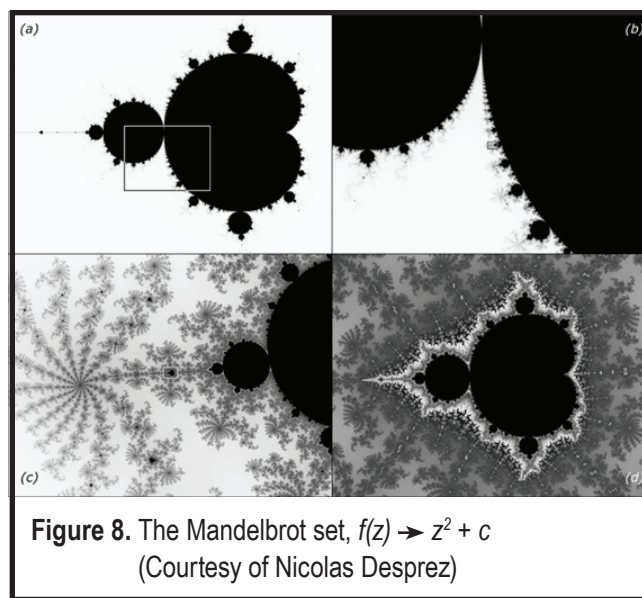 (a)
(b)
(c)
(d)
Figure 8. The Mandelbrot set, f(z) → z² + c
(Courtesy of Nicolas Desprez)